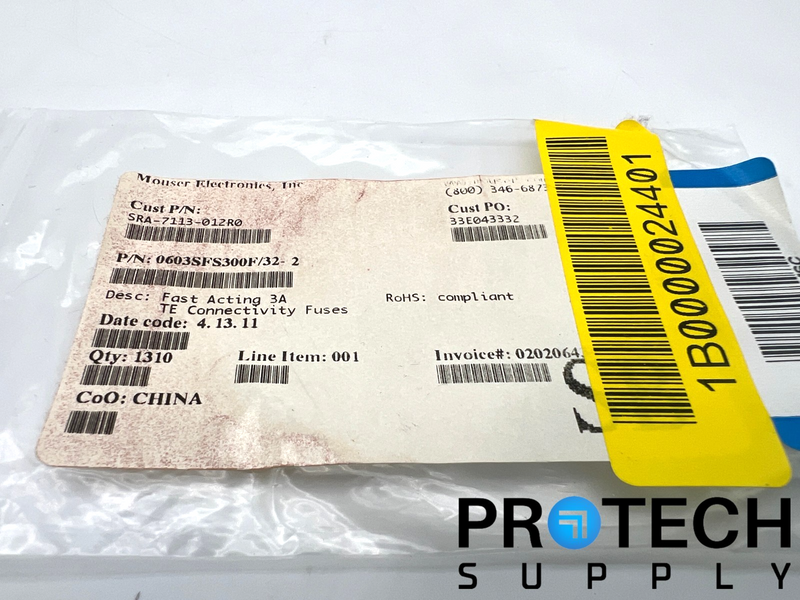 Mouser Electronics, Inc
(800) 346-6873
Cust P/N:
SRA-7113-012R0
Cust PO:
33E043332
P/N: 0603SFS300F/32- 2
Desc: Fast Acting 3A
TE Connectivity Fuses
RoHS: compliant
Date code: 4. 13. 11
Qty: 1310
Line Item: 001
Invoice#: 0202064
CoO: CHINA
1B0000024401
PROTECH
SUPPLY